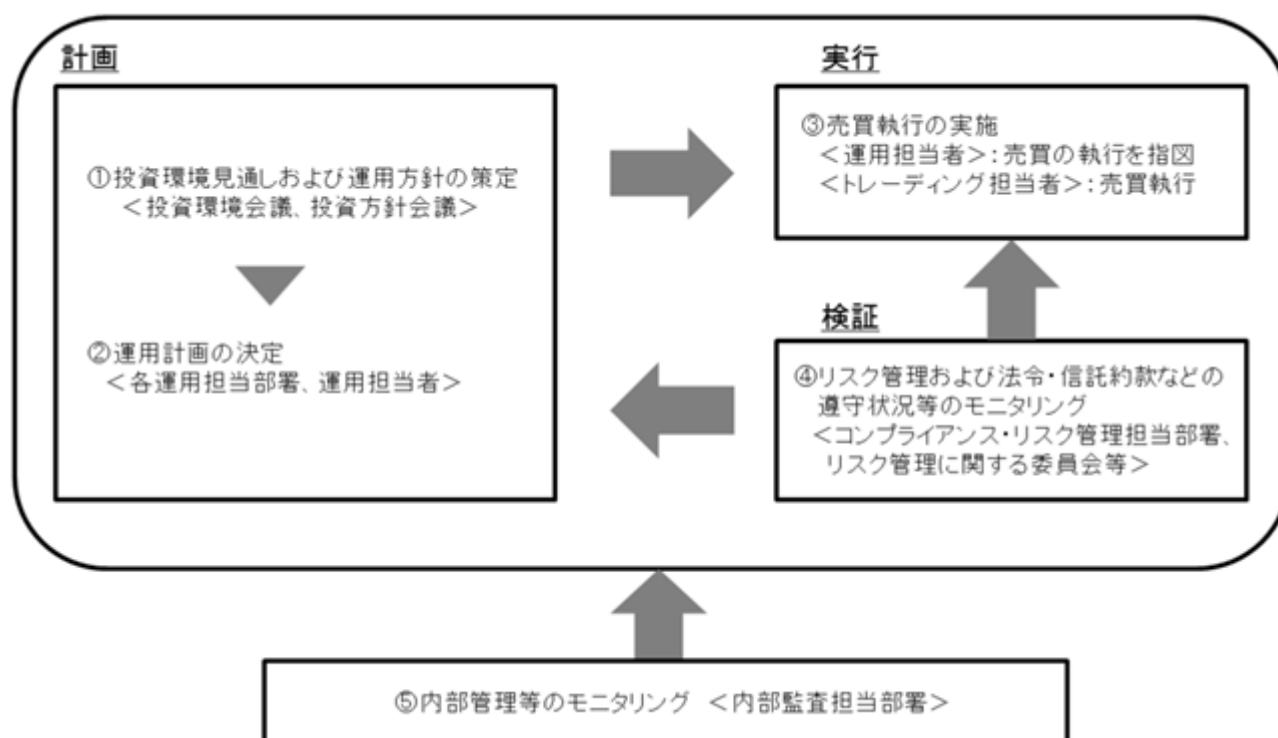 計画
①投資環境見通しおよび運用方針の策定
＜投資環境会議、投資方針会議＞
②運用計画の決定
＜各運用担当部署、運用担当者＞
実行
③売買執行の実施
＜運用担当者＞：売買の執行を指図
＜トレーディング担当者＞：売買執行
検証
④リスク管理および法令・信託約款などの
遵守状況等のモニタリング
＜コンプライアンス・リスク管理担当部署、
リスク管理に関する委員会等＞
⑤内部管理等のモニタリング ＜内部監査担当部署＞